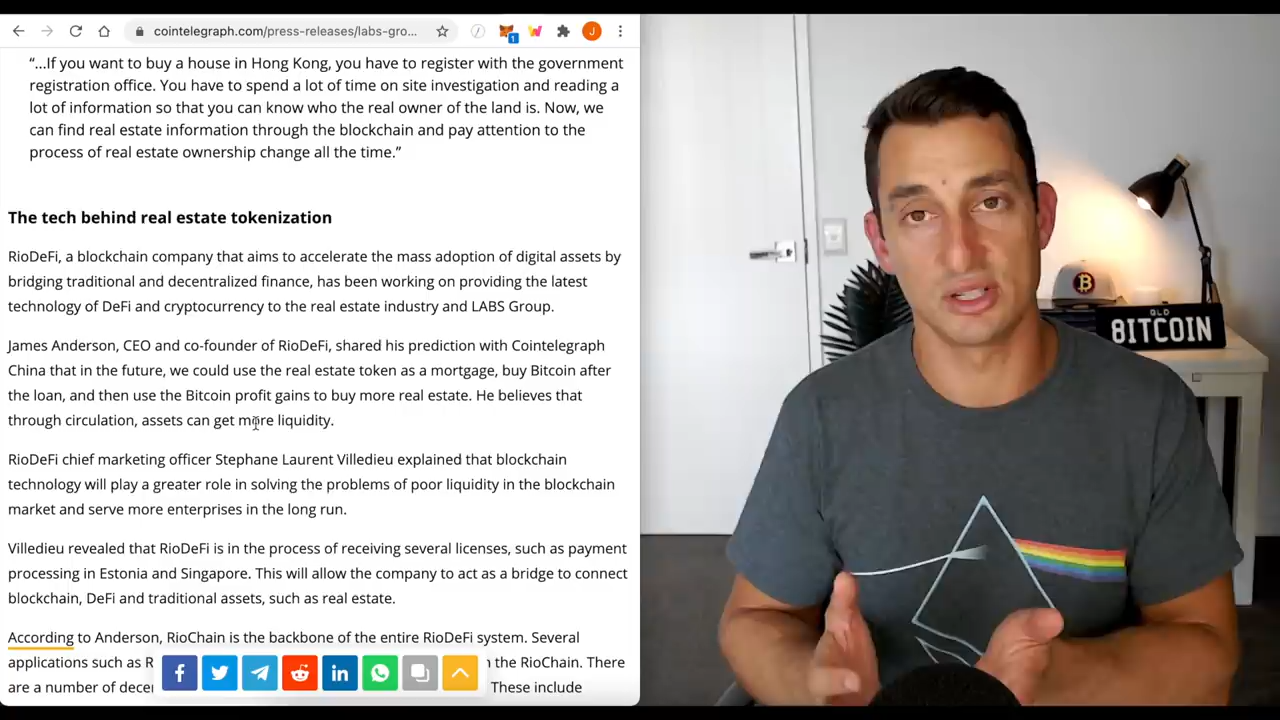 cointelegraph.com/press-releases/labs-gro...
1
J
“...If you want to buy a house in Hong Kong, you have to register with the government
registration office. You have to spend a lot of time on site investigation and reading a
lot of information so that you can know who the real owner of the land is. Now, we
can find real estate information through the blockchain and pay attention to the
process of real estate ownership change all the time.”
The tech behind real estate tokenization
RioDeFi, a blockchain company that aims to accelerate the mass adoption of digital assets by
bridging traditional and decentralized finance, has been working on providing the latest
technology of DeFi and cryptocurrency to the real estate industry and LABS Group.
James Anderson, CEO and co-founder of RioDeFi, shared his prediction with Cointelegraph
China that in the future, we could use the real estate token as a mortgage, buy Bitcoin after
the loan, and then use the Bitcoin profit gains to buy more real estate. He believes that
through circulation, assets can get more liquidity.
RioDeFi chief marketing officer Stephane Laurent Villedieu explained that blockchain
technology will play a greater role in solving the problems of poor liquidity in the blockchain
market and serve more enterprises in the long run.
Villedieu revealed that RioDeFi is in the process of receiving several licenses, such as payment
processing in Estonia and Singapore. This will allow the company to act as a bridge to connect
blockchain, DeFi and traditional assets, such as real estate.
According to Anderson, RioChain is the backbone of the entire RioDeFi system. Several
applications such as R n the RioChain. There
are a number of decer These include
QLD
BITCOIN